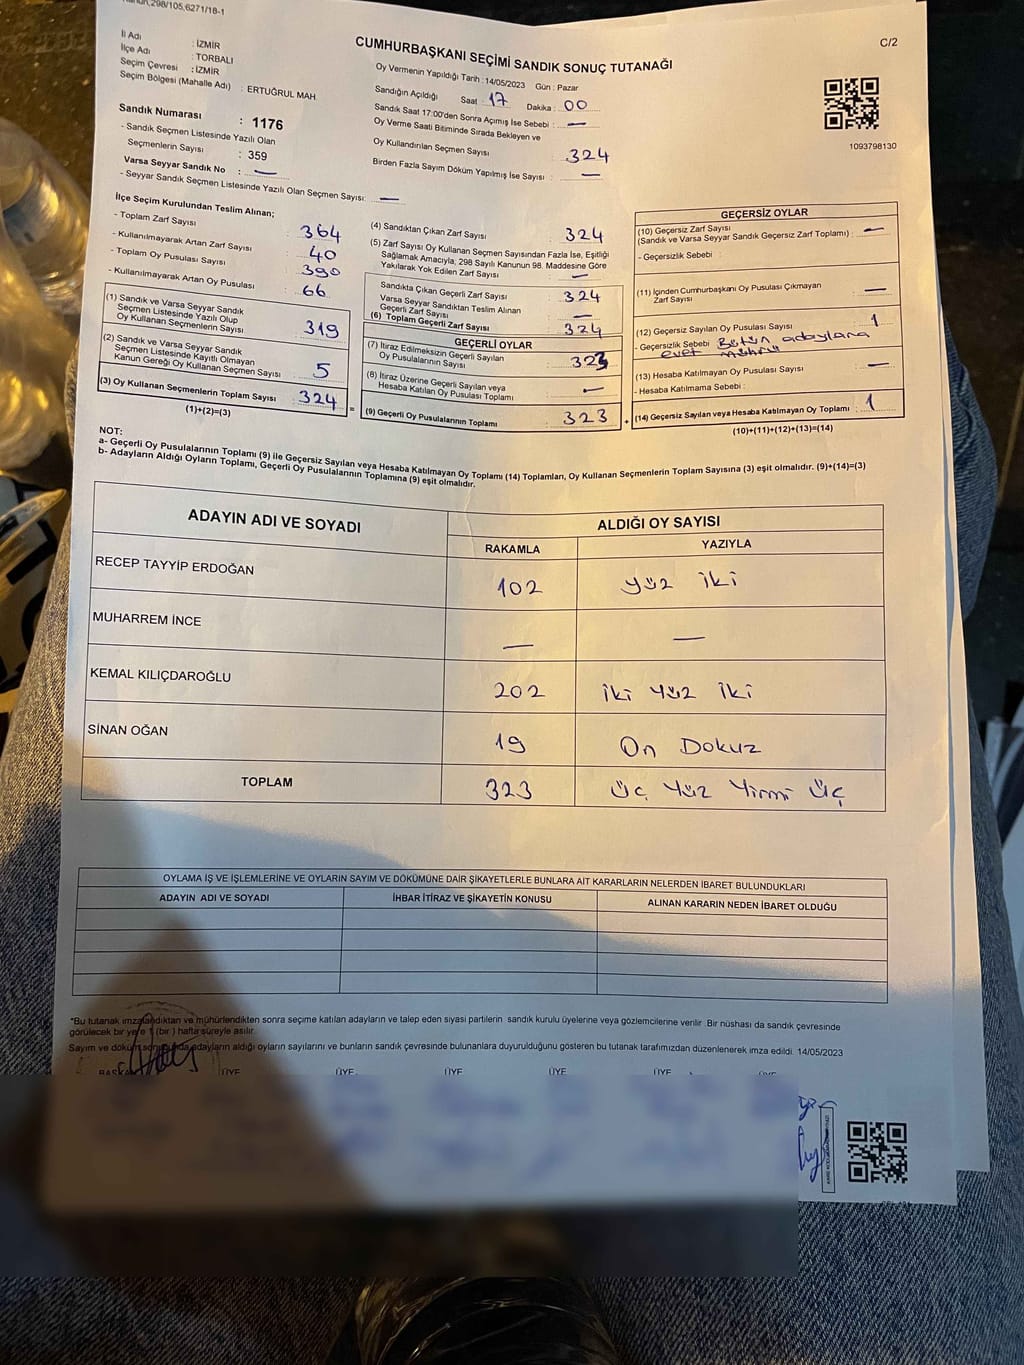 298/105,6271/18-1
C/2
CUMHURBAŞKANI SEÇİMİ SANDIK SONUÇ TUTANAĞI
İl Adı : İZMİR
İlçe Adı : TORBALI
Seçim Çevresi : İZMİR
Seçim Bölgesi (Mahalle Adı) : ERTUĞRUL MAH.
Oy Vermenin Yapıldığı Tarih : 14/05/2023 Gün : Pazar
Sandığın Açıldığı Saat : 17 Dakika : 00
Sandık Saat 17:00'den Sonra Açımış İse Sebebi : —
Oy Verme Saati Bitiminde Sırada Bekleyen ve
Oy Kullandırılan Seçmen Sayısı : 324
Birden Fazla Sayım Döküm Yapılmış İse Sayısı : —
1093798130
Sandık Numarası : 1176
- Sandık Seçmen Listesinde Yazılı Olan
Seçmenlerin Sayısı : 359
Varsa Seyyar Sandık No : —
- Seyyar Sandık Seçmen Listesinde Yazılı Olan Seçmen Sayısı: —
İlçe Seçim Kurulundan Teslim Alınan;
- Toplam Zarf Sayısı : 364
- Kullanılmayarak Artan Zarf Sayısı : 40
- Toplam Oy Pusulası Sayısı : 390
- Kullanılmayarak Artan Oy Pusulası : 66
(1) Sandık ve Varsa Seyyar Sandık
Seçmen Listesinde Yazılı Olup
Oy Kullanan Seçmenlerin Sayısı : 319
(2) Sandık ve Varsa Seyyar Sandık
Seçmen Listesinde Kayıtlı Olmayan
Kanun Gereği Oy Kullanan Seçmen Sayısı : 5
(3) Oy Kullanan Seçmenlerin Toplam Sayısı : 324 =
(1)+(2)=(3)
(4) Sandıktan Çıkan Zarf Sayısı : 324
(5) Zarf Sayısı Oy Kullanan Seçmen Sayısından Fazla İse, Eşitliği
Sağlamak Amacıyla, 298 Sayılı Kanunun 98. Maddesine Göre
Yakılarak Yok Edilen Zarf Sayısı : —
Sandıkta Çıkan Geçerli Zarf Sayısı : 324
Varsa Seyyar Sandıktan Teslim Alınan
Geçerli Zarf Sayısı : —
(6) Toplam Geçerli Zarf Sayısı : 324
GEÇERLİ OYLAR
(7) İtiraz Edilmeksizin Geçerli Sayılan
Oy Pusulasının Sayısı : 323
(8) İtiraz Üzerine Geçerli Sayılan veya
Hesaba Katılan Oy Pusulası Toplamı : —
(9) Geçerli Oy Pusulalarının Toplamı : 323 +
GEÇERSİZ OYLAR
(10) Geçersiz Zarf Sayısı
(Sandık ve Varsa Seyyar Sandık Geçersiz Zarf Toplamı) : —
- Geçersizlik Sebebi :
(11) İçinden Cumhurbaşkanı Oy Pusulası Çıkmayan
Zarf Sayısı : —
(12) Geçersiz Sayılan Oy Pusulası Sayısı : 1
- Geçersizlik Sebebi : Bütün adaylara
evet mührü
(13) Hesaba Katılmayan Oy Pusulası Sayısı : —
- Hesaba Katılmama Sebebi :
(14) Geçersiz Sayılan veya Hesaba Katılmayan Oy Toplamı : 1
(10)+(11)+(12)+(13)=(14)
NOT:
a- Geçerli Oy Pusulalarının Toplamı (9) ile Geçersiz Sayılan veya Hesaba Katılmayan Oy Toplamı (14) Toplamları, Oy Kullanan Seçmenlerin Toplam Sayısına (3) eşit olmalıdır. (9)+(14)=(3)
b- Adayların Aldığı Oyların Toplamı, Geçerli Oy Pusulalarının Toplamına (9) eşit olmalıdır.
ADAYIN ADI VE SOYADI
ALDIĞI OY SAYISI
RAKAMLA YAZIYLA
RECEP TAYYİP ERDOĞAN 102 yüz iki
MUHARREM İNCE — —
KEMAL KILIÇDAROĞLU 202 iki yüz iki
SİNAN OĞAN 19 On Dokuz
TOPLAM 323 Üç Yüz Yirmi Üç
OYLAMA İŞ VE İŞLEMLERİNE VE OYLARIN SAYIM VE DÖKÜMÜNE DAİR ŞİKAYETLERLE BUNLARA AİT KARARLARIN NELERDEN İBARET BULUNDUKLARI
ADAYIN ADI VE SOYADI İHBAR İTİRAZ VE ŞİKAYETİN KONUSU ALINAN KARARIN NEDEN İBARET OLDUĞU
*Bu tutanak imzalandıktan ve mühürlendikten sonra seçime katılan adayların ve talep eden siyasi partilerin sandık kurulu üyelerine veya gözlemcilerine verilir .Bir nüshası da sandık çevresinde
görülecek bir yere 1 (bir ) hafta süreyle asılır.
Sayım ve döküm sonucunda adayların aldığı oyların sayılarını ve bunların sandık çevresinde bulunanlara duyurulduğunu gösteren bu tutanak tarafımızdan düzenlenerek imza edildi. 14/05/2023
BAŞKAN ÜYE ÜYE ÜYE ÜYE ÜYE ÜYE